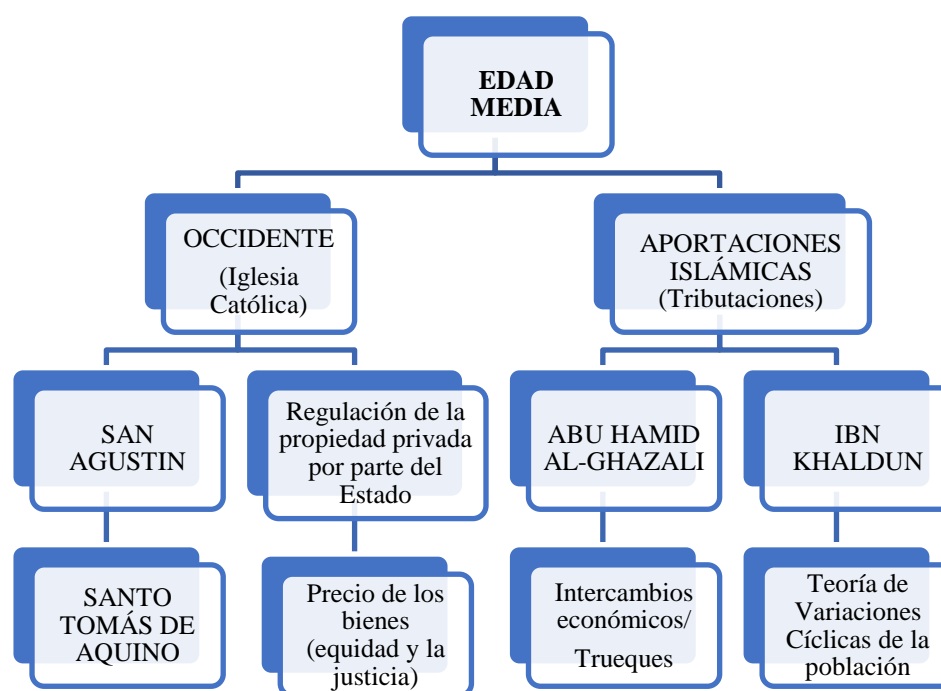 EDAD
MEDIA
OCCIDENTE
(Iglesia
Católica)
APORTACIONES
ISLÁMICAS
(Tributaciones)
SAN
AGUSTIN
Regulación de la
propiedad privada
por parte del
Estado
ABU HAMID
AL-GHAZALI
IBN
KHALDUN
SANTO
TOMÁS DE
AQUINO
Precio de los
bienes
(equidad y la
justicia)
Intercambios
económicos/
Trueques
Teoría de
Variaciones
Cíclicas de la
población